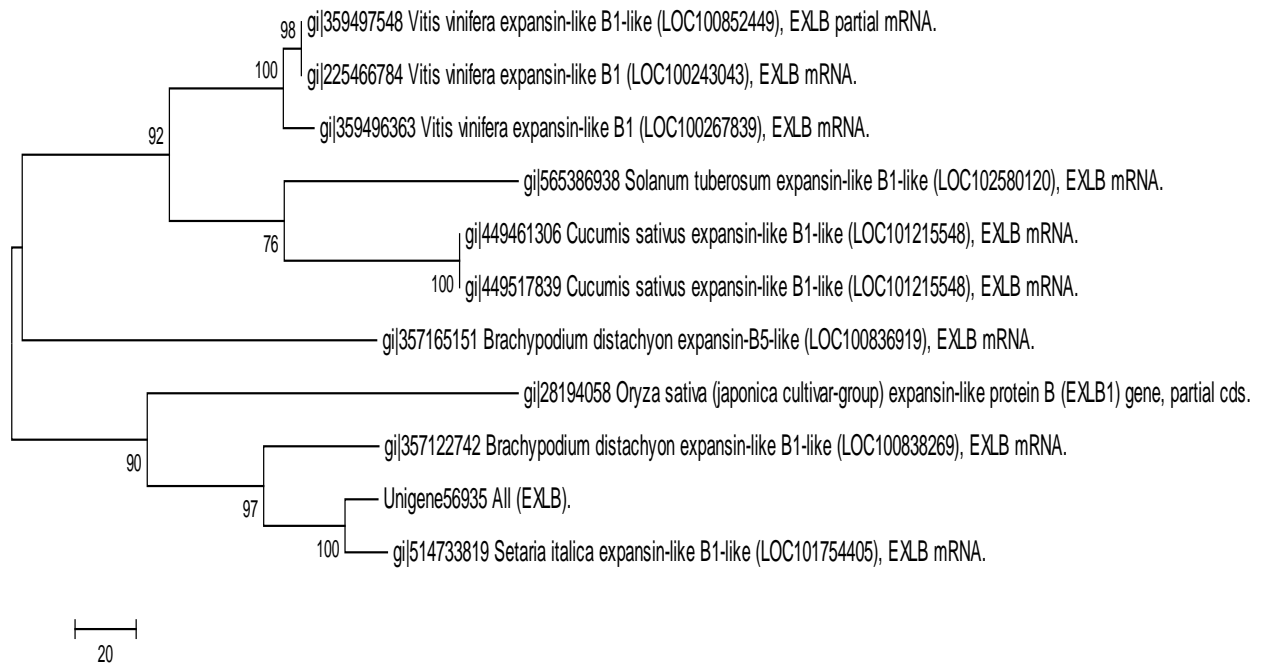 98
gi|359497548 Vitis vinifera expansin-like B1-like (LOC100852449), EXLB partial mRNA.
100
gi|225466784 Vitis vinifera expansin-like B1 (LOC100243043), EXLB mRNA.
gi|359496363 Vitis vinifera expansin-like B1 (LOC100267839), EXLB mRNA.
92
gi|565386938 Solanum tuberosum expansin-like B1-like (LOC102580120), EXLB mRNA.
76
gi|449461306 Cucumis sativus expansin-like B1-like (LOC101215548), EXLB mRNA.
100
gi|449517839 Cucumis sativus expansin-like B1-like (LOC101215548), EXLB mRNA.
gi|357165151 Brachypodium distachyon expansin-B5-like (LOC100836919), EXLB mRNA.
gi|28194058 Oryza sativa (japonica cultivar-group) expansin-like protein B (EXLB1) gene, partial cds.
90
gi|357122742 Brachypodium distachyon expansin-like B1-like (LOC100838269), EXLB mRNA.
97
Unigene56935 All (EXLB).
100
gi|514733819 Setaria italica expansin-like B1-like (LOC101754405), EXLB mRNA.
20